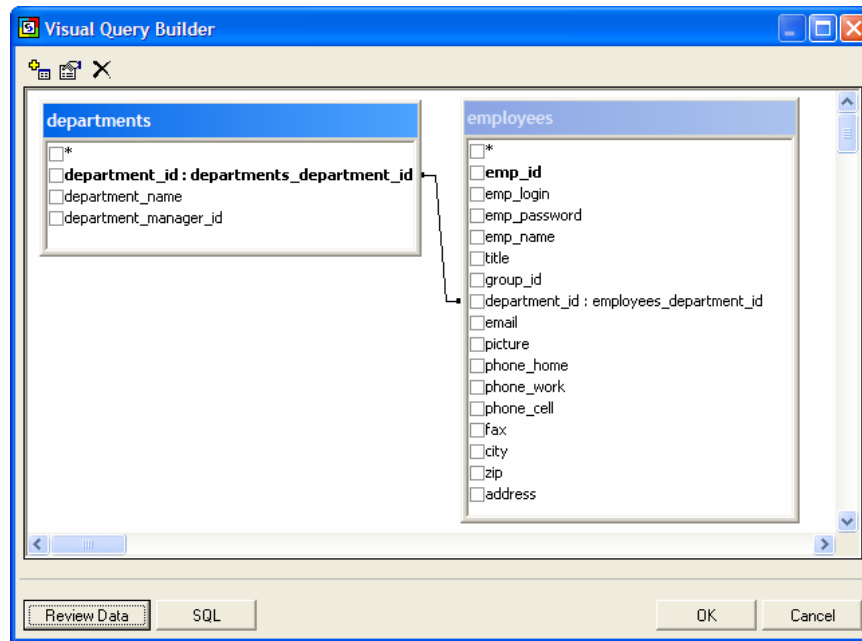 Visual Query Builder
departments
*
department_id : departments_department_id
department_name
department_manager_id
employees
*
emp_id
emp_login
emp_password
emp_name
title
group_id
department_id : employees_department_id
email
picture
phone_home
phone_work
phone_cell
fax
city
zip
address
Review Data
SQL
OK
Cancel